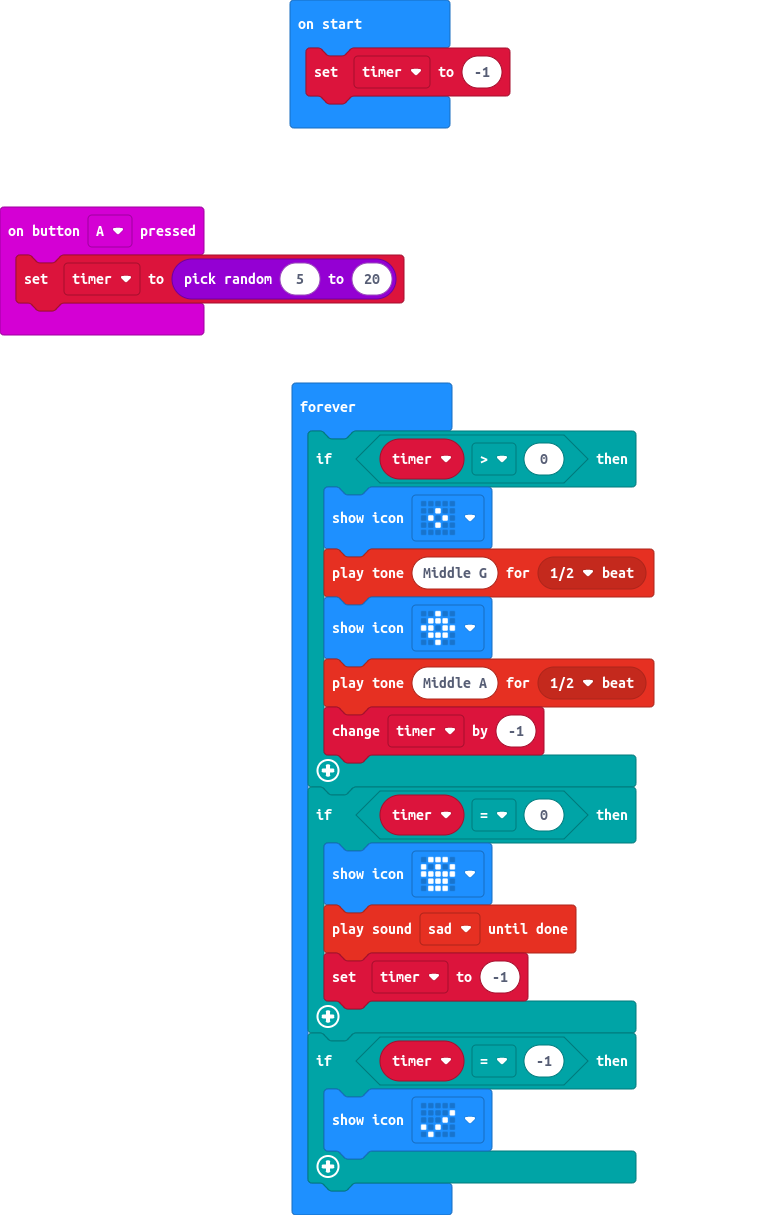 on start
set timer to -1
on button A pressed
set timer to pick random 5 to 20
forever
if timer > 0 then
show icon
play tone Middle G for 1/2 beat
show icon
play tone Middle A for 1/2 beat
change timer by -1
if timer = 0 then
show icon
play sound sad until done
set timer to -1
if timer = -1 then
show icon